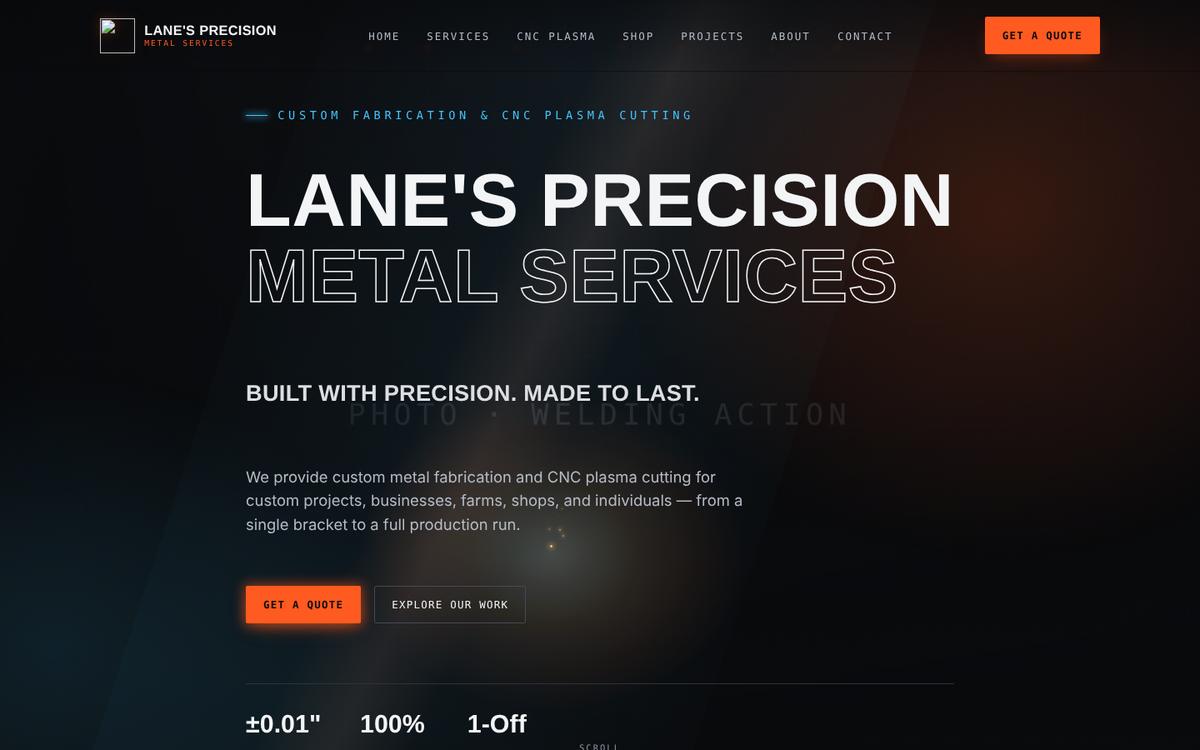 LANE'S PRECISION
METAL SERVICES
HOME
SERVICES
CNC PLASMA
SHOP
PROJECTS
ABOUT
CONTACT
GET A QUOTE
CUSTOM FABRICATION & CNC PLASMA CUTTING
LANE'S PRECISION
METAL SERVICES
BUILT WITH PRECISION. MADE TO LAST.
PHOTO · WELDING ACTION
We provide custom metal fabrication and CNC plasma cutting for
custom projects, businesses, farms, shops, and individuals — from a
single bracket to a full production run.
GET A QUOTE
EXPLORE OUR WORK
±0.01"
100%
1-Off
SCROLL